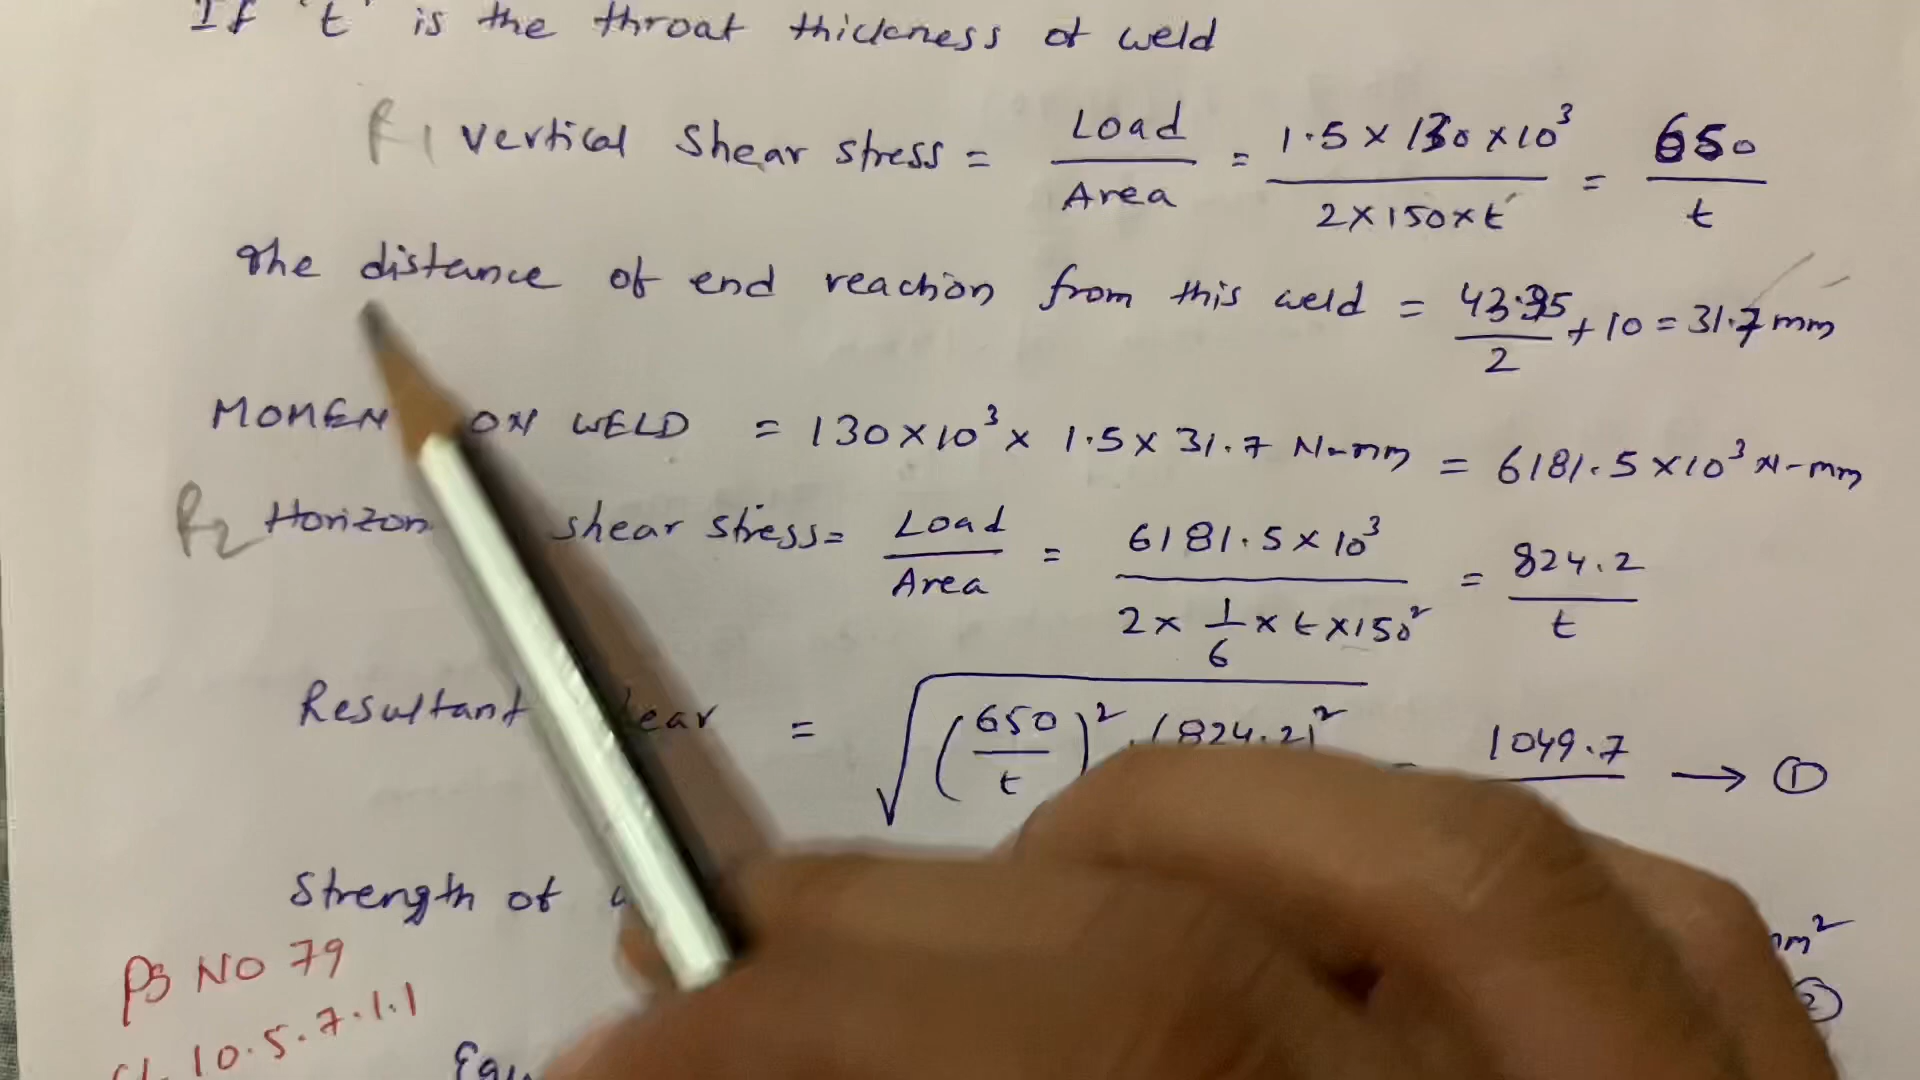 If 't' is the throat thickness of weld
F1 Vertical Shear stress = Load / Area = 1.5 x 130 x 10³ / 2 x 150 x t = 650 / t
The distance of end reaction from this weld = 43.35 / 2 + 10 = 31.7 mm
MOMEN ON WELD = 130 x 10³ x 1.5 x 31.7 N-mm = 6181.5 x 10³ N-mm
F2 Horizon shear stress = Load / Area = 6181.5 x 10³ / 2 x 1/6 x t x 150² = 824.2 / t
Resultant ear = √ (650 / t)² (824.2)² = 1049.7 → ①
Strength of
mm²
②
PG NO 79
CL 10.5.7.1.1
Equ